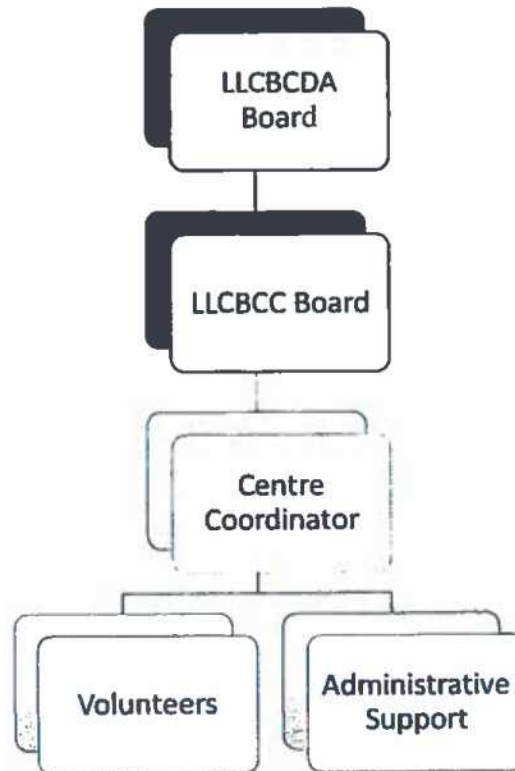 LLCBCDA
Board
LLCBCC Board
Centre
Coordinator
Volunteers
Administrative
Support